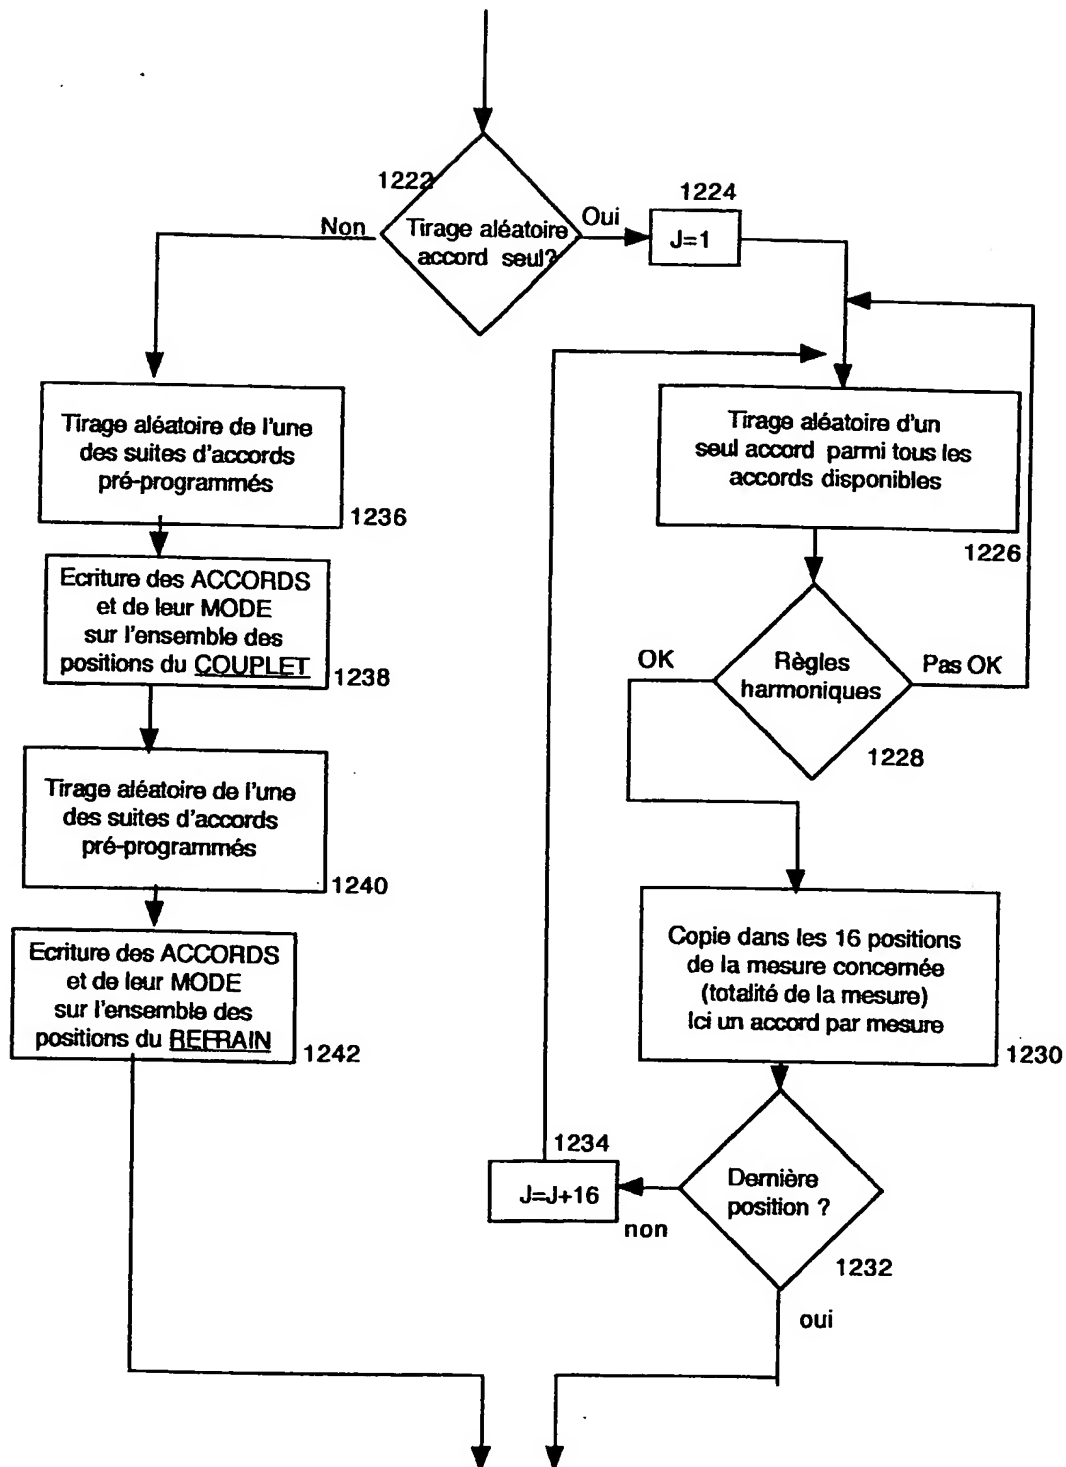 1222
Tirage aléatoire
accord seul?
Non
Oui
1224
J=1
Tirage aléatoire de l'une
des suites d'accords
pré-programmés
1236
Ecriture des ACCORDS
et de leur MODE
sur l'ensemble des
positions du COUPLET
1238
Tirage aléatoire de l'une
des suites d'accords
pré-programmés
1240
Ecriture des ACCORDS
et de leur MODE
sur l'ensemble des
positions du REFRAIN
1242
Tirage aléatoire d'un
seul accord parmi tous les
accords disponibles
1226
Règles
harmoniques
OK
Pas OK
1228
Copie dans les 16 positions
de la mesure concernée
(totalité de la mesure)
Ici un accord par mesure
1230
Dernière
position ?
1232
non
1234
J=J+16
oui